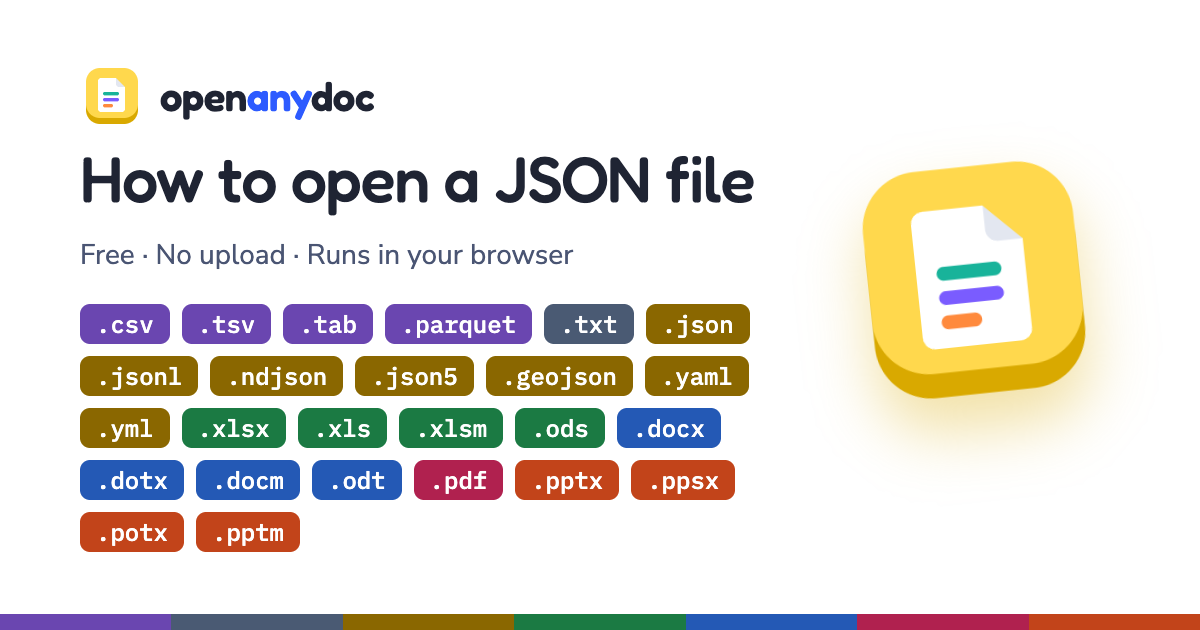 openanydoc
How to open a JSON file
Free · No upload · Runs in your browser
.csv .tsv .tab .parquet .txt .json
.jsonl .ndjson .json5 .geojson .yaml
.yml .xlsx .xls .xlsm .ods .docx
.dotx .docm .odt .pdf .pptx .ppsx
.potx .pptm